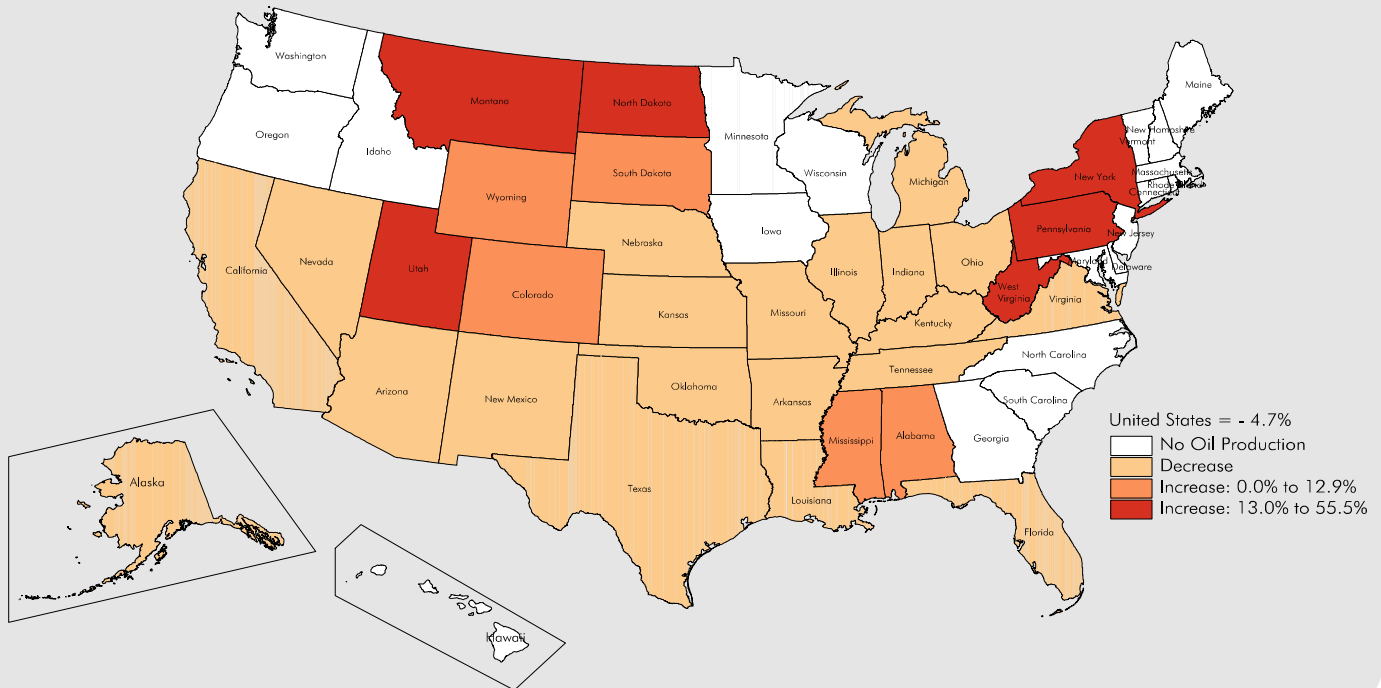 Washington
Oregon
Idaho
Montana
North Dakota
South Dakota
Wyoming
Minnesota
Wisconsin
Iowa
Michigan
Maine
New Hampshire
Vermont
Massachusetts
Rhode Island
Connecticut
New York
Pennsylvania
New Jersey
Maryland
Delaware
California
Nevada
Utah
Colorado
Nebraska
Kansas
Missouri
Illinois
Indiana
Ohio
West
Virginia
Virginia
Kentucky
Tennessee
North Carolina
South Carolina
Arizona
New Mexico
Oklahoma
Arkansas
Texas
Louisiana
Mississippi
Alabama
Georgia
Florida
Alaska
Hawaii
United States = - 4.7%
No Oil Production
Decrease
Increase: 0.0% to 12.9%
Increase: 13.0% to 55.5%